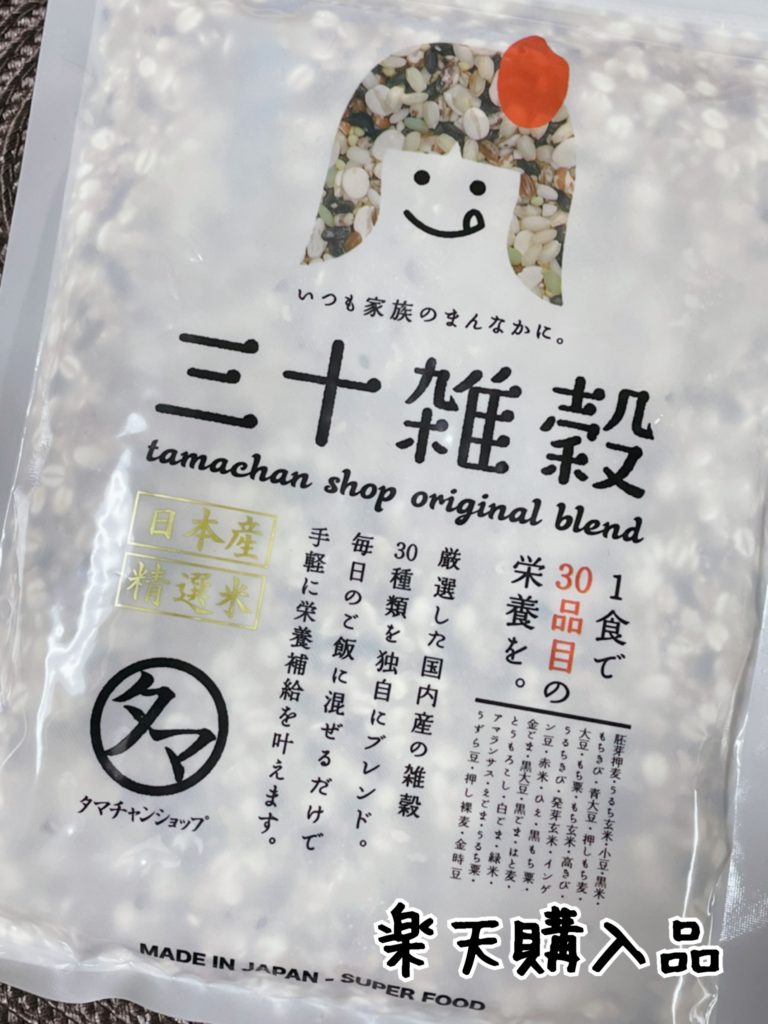 いつも家族のまんなかに。
三十雑穀
tamachan shop original blend
日本産
精選米
1食で
30品目の
栄養を。
厳選した国内産の雑穀
30種類を独自にブレンド。
毎日のご飯に混ぜるだけで
手軽に栄養補給を叶えます。
胚芽押麦・うるち玄米・小豆・黒米・
もちきび・青大豆・押しもち麦・
大豆・もち粟・もち玄米・高きび・
うるちきび・発芽玄米・インゲ
ン豆・赤米・ひえ・黒もち粟・
金ごま・黒大豆・黒ごま・はと麦・
とうもろこし・白ごま・緑米・
アマランサス・えごま・うるち粟・
うずら豆・押し裸麦・金時豆
タマ
タマチャンショップ
MADE IN JAPAN - SUPER FOOD
楽天購入品